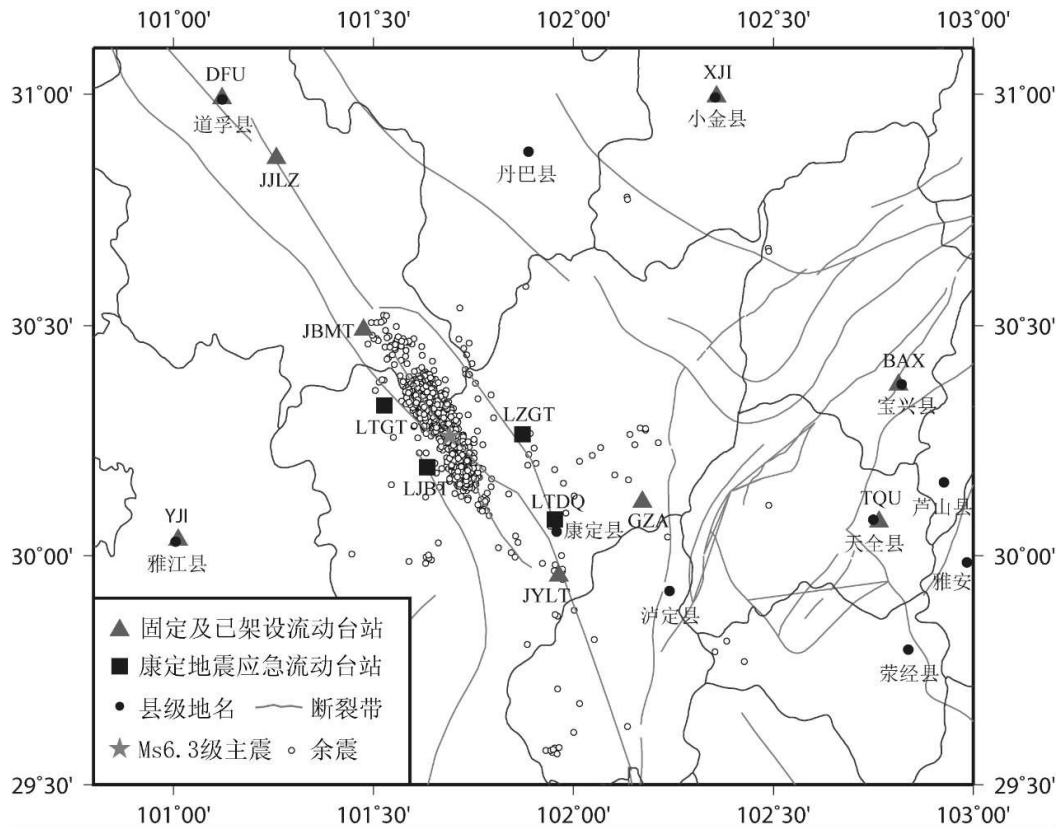 101°00' 101°30' 102°00' 102°30' 103°00'
DFU
道孚县
XJI
小金县
31°00' 31°00'
JJLZ
丹巴县
JBMT
30°30' 30°30'
BAX
宝兴县
LTGT
LZGT
LJBT
LTDQ
康定县
GZA
TQU
天全县
芦山县
YJI
雅江县
30°00' 30°00'
JYLT
泸定县
雅安
荥经县
固定及已架设流动台站
康定地震应急流动台站
县级地名 断裂带
Ms6.3级主震 余震
29°30' 29°30'
101°00' 101°30' 102°00' 102°30' 103°00'